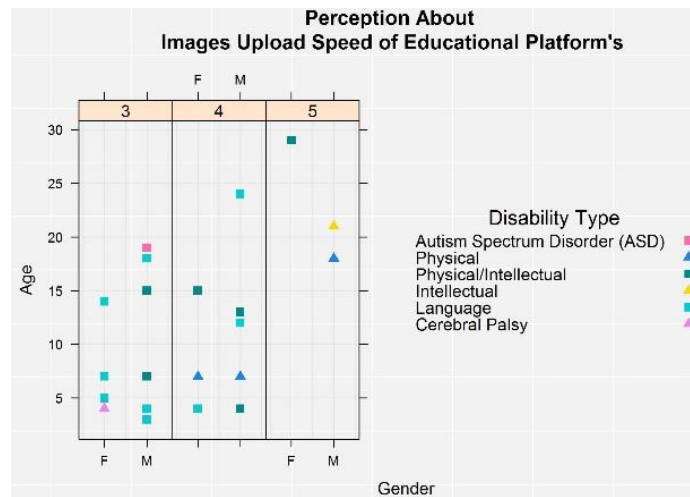 Perception About
Images Upload Speed of Educational Platform's
F M
3 4 5
30
25
20
15
10
5
Age
F M F M
Gender
Disability Type
Autism Spectrum Disorder (ASD)
Physical
Physical/Intellectual
Intellectual
Language
Cerebral Palsy